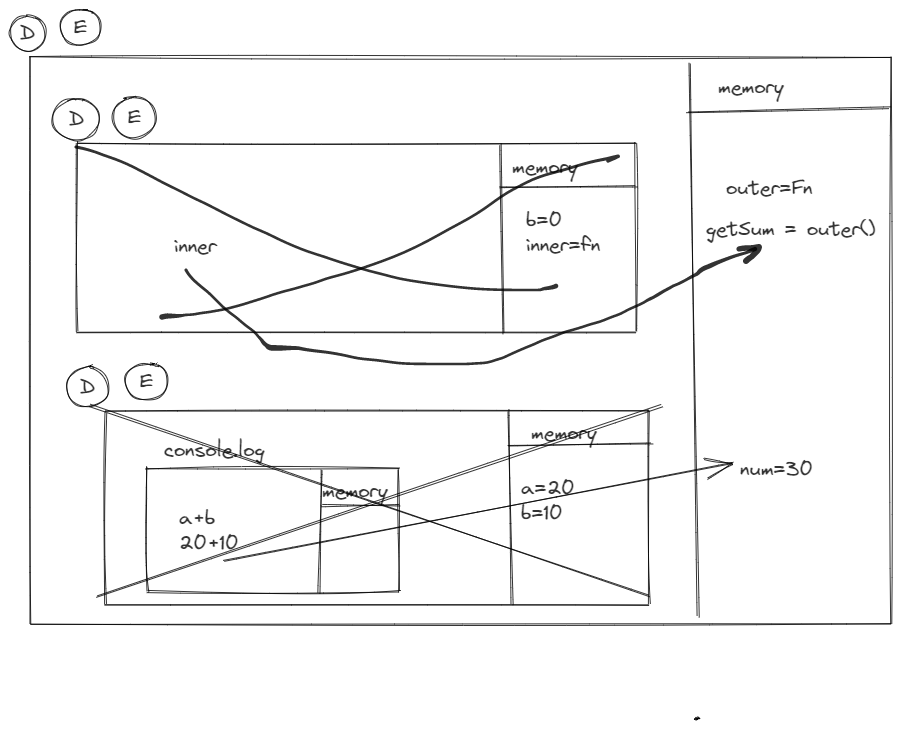 D E
memory
D E
memory
outer=Fn
b=0
getSum = outer()
inner
inner=fn
D E
memory
console.log
num=30
memory
a=20
a+b
b=10
20+10